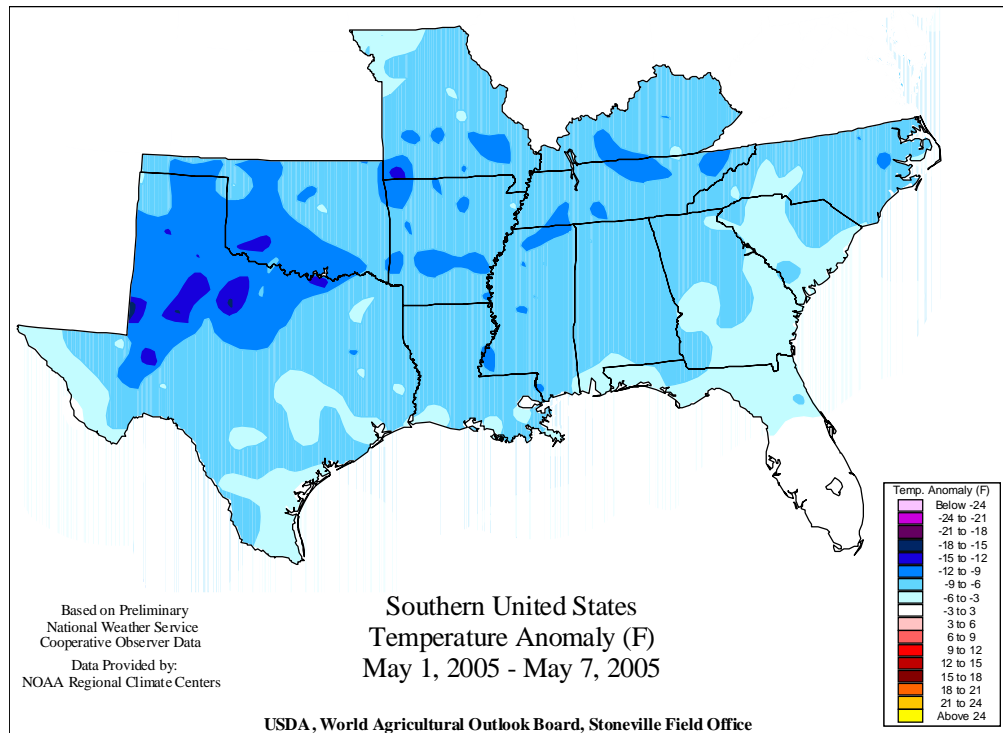 Temp. Anomaly (F)
Below -24
-24 to -21
-21 to -18
-18 to -15
-15 to -12
-12 to -9
-9 to -6
-6 to -3
-3 to 3
3 to 6
6 to 9
9 to 12
12 to 15
15 to 18
18 to 21
21 to 24
Above 24
Based on Preliminary
National Weather Service
Cooperative Observer Data
Data Provided by:
NOAA Regional Climate Centers
Southern United States
Temperature Anomaly (F)
May 1, 2005 - May 7, 2005
USDA, World Agricultural Outlook Board, Stoneville Field Office